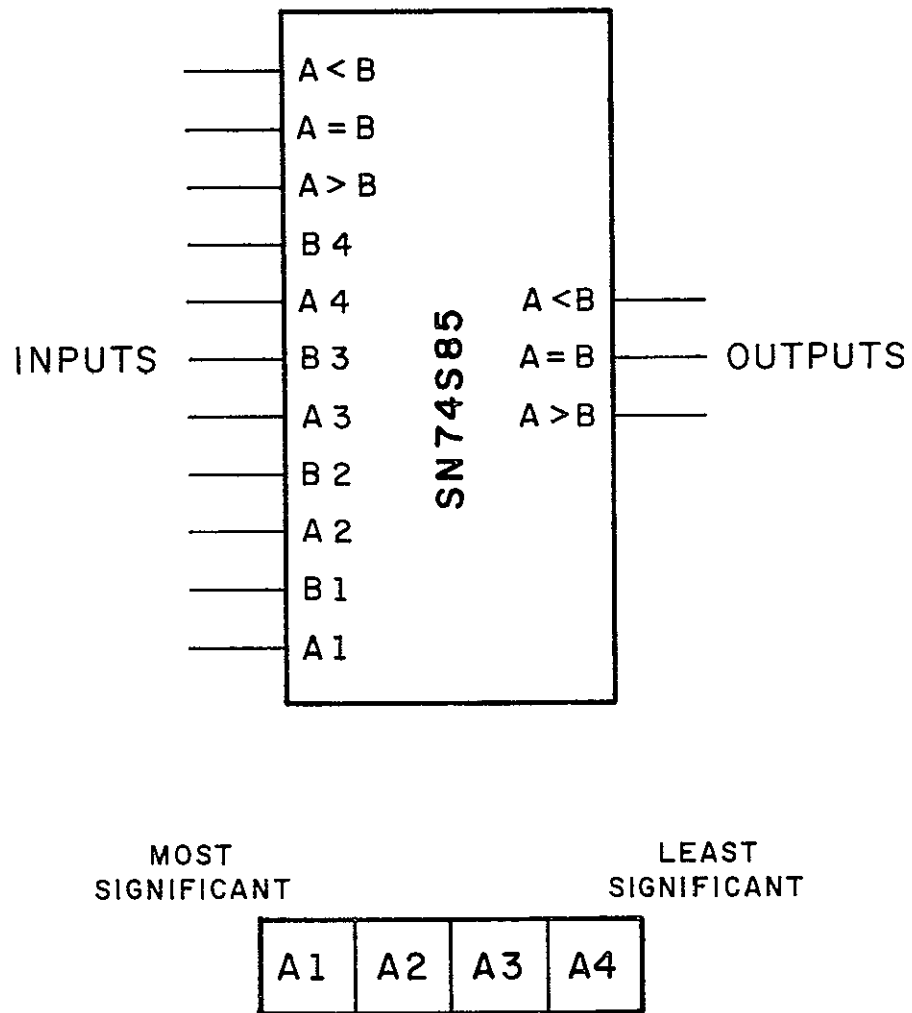 A<B
A=B
A>B
B4
A4
INPUTS
B3
A3
B2
A2
B1
A1
SN74S85
A<B
A=B
A>B
OUTPUTS
MOST
SIGNIFICANT
LEAST
SIGNIFICANT
A1 A2 A3 A4